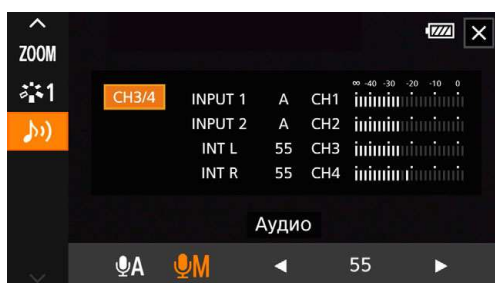 ZOOM
1
CH3/4 INPUT 1 A CH1 ∞ -40 -30 -20 -10 0
INPUT 2 A CH2
INT L 55 CH3
INT R 55 CH4
Аудио
A M 55